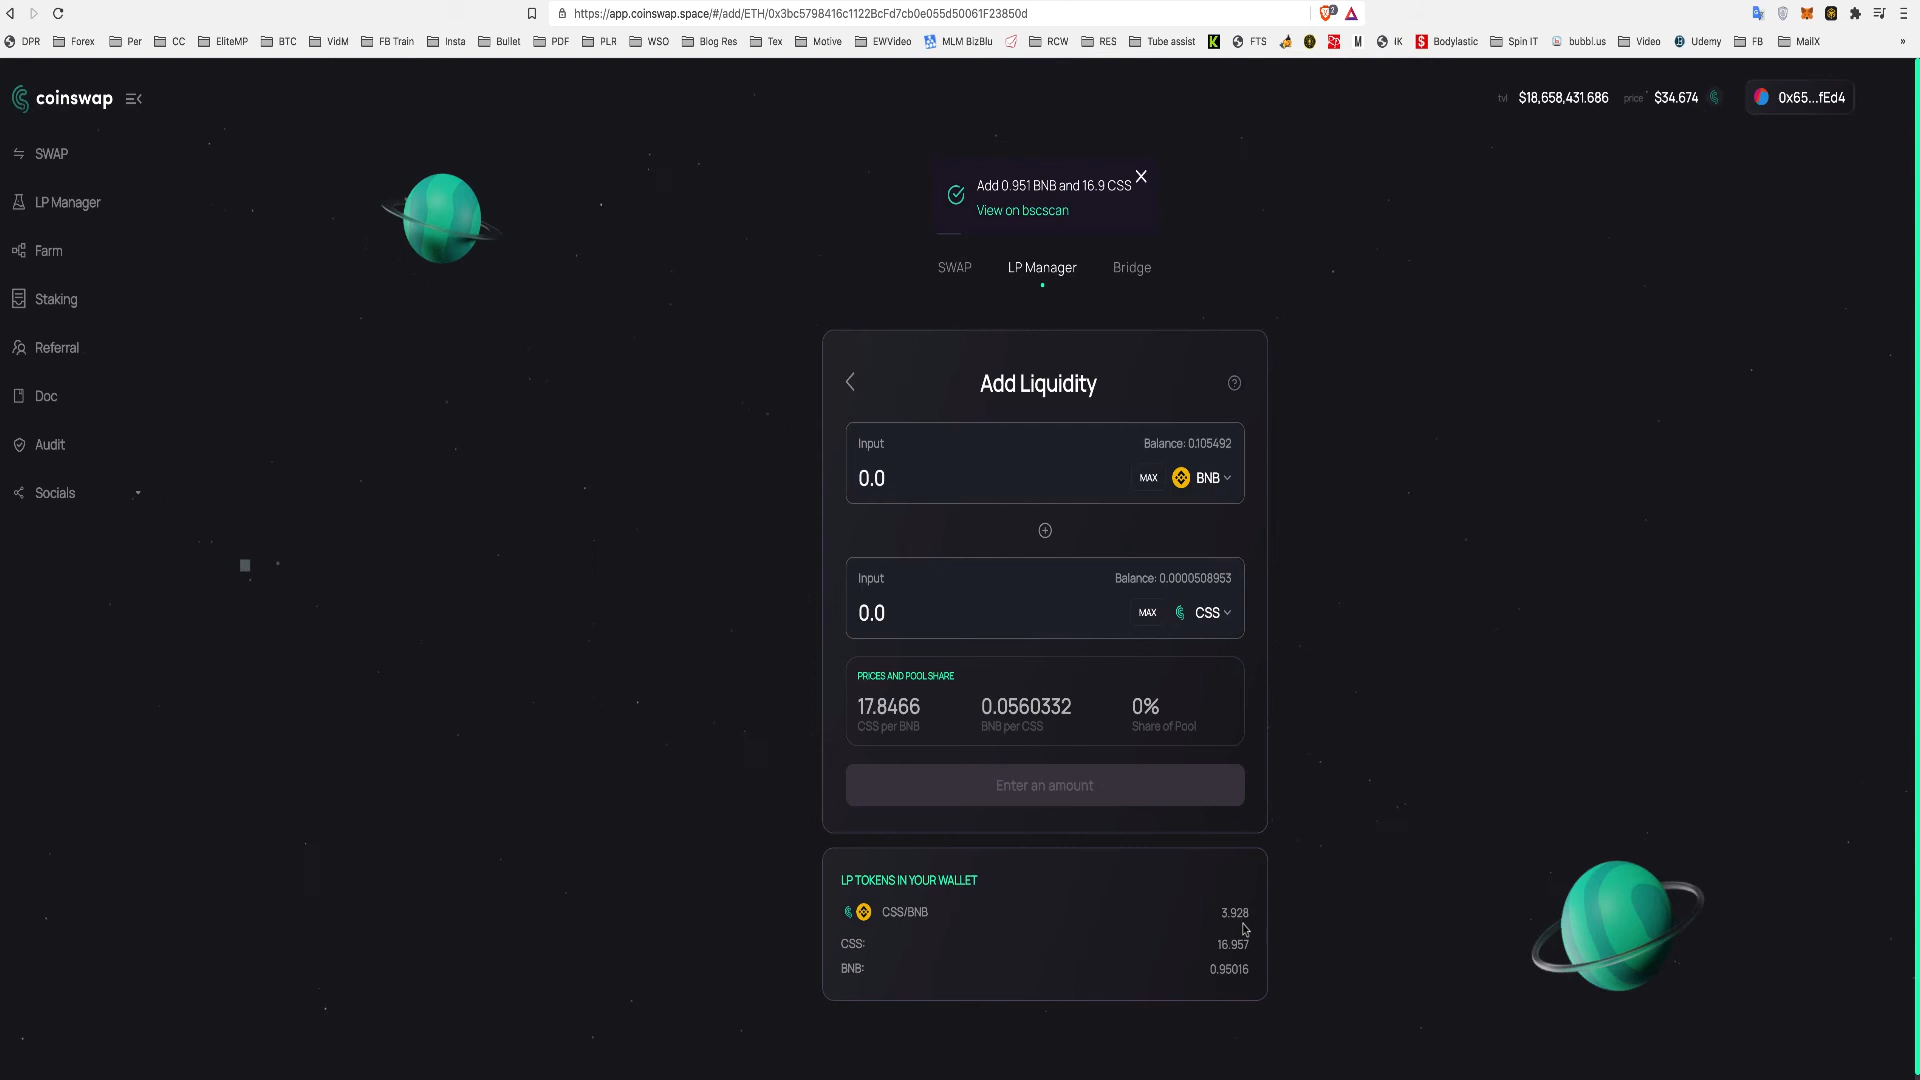 https://app.coinswap.space/#/add/ETH/0x3bc5798416c1122BcFd7cb0e055d50061F23850d
2
DPR Forex Per CC EliteMP BTC VidM FB Train Insta Bullet PDF PLR WSO Blog Res Tex Motive EWVideo MLM BizBlu RCW RES Tube assist FTS IK Bodylastic Spin IT bubbl.us Video Udemy FB MailX »
coinswap
tvl $18,658,431.686 price $34.674 0x65...fEd4
SWAP
LP Manager
Farm
Staking
Referral
Doc
Audit
Socials
Add 0.951 BNB and 16.9 CSS
View on bscscan
SWAP LP Manager Bridge
Add Liquidity
Input Balance: 0.105492
0.0 MAX BNB
Input Balance: 0.0000508953
0.0 MAX CSS
PRICES AND POOL SHARE
17.8466 0.0560332 0%
CSS per BNB BNB per CSS Share of Pool
Enter an amount
LP TOKENS IN YOUR WALLET
CSS/BNB 3.928
CSS: 16.957
BNB: 0.95016